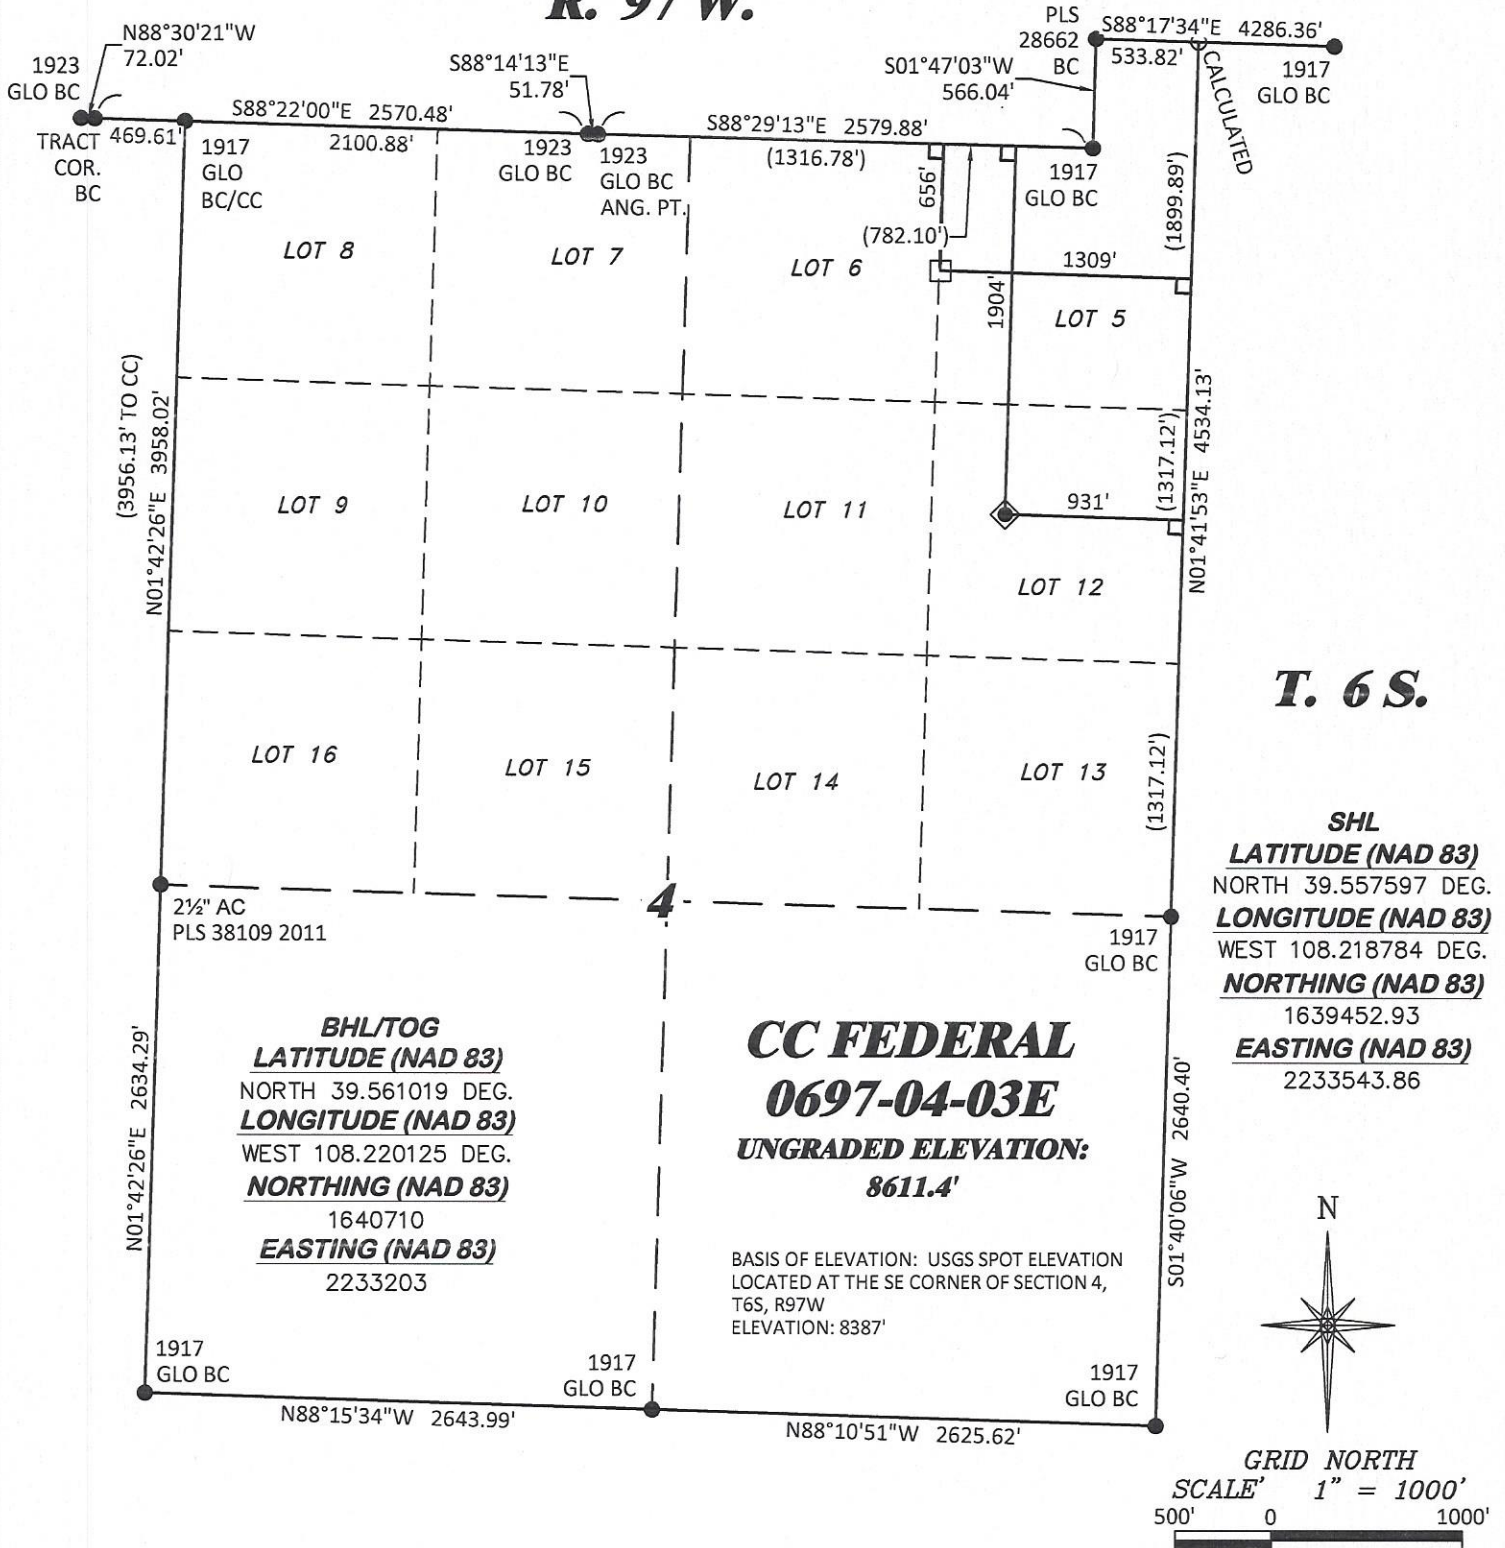 R. 97 W.
N88°30'21"W
72.02'
1923
GLO BC
TRACT
COR.
BC
469.61'
S88°22'00"E 2570.48'
2100.88'
1917
GLO
BC/CC
S88°14'13"E
51.78'
1923
GLO BC
1923
GLO BC
ANG. PT.
S88°29'13"E 2579.88'
(1316.78')
S01°47'03"W
566.04'
PLS
28662
BC
S88°17'34"E 4286.36'
533.82'
CALCULATED
1917
GLO BC
1917
GLO BC
656'
(782.10')
(1899.89')
1309'
1904'
LOT 8
LOT 7
LOT 6
LOT 5
(3956.13' TO CC)
N01°42'26"E 3958.02'
(1317.12')
N01°41'53"E 4534.13'
LOT 9
LOT 10
LOT 11
931'
LOT 12
T. 6 S.
LOT 16
LOT 15
LOT 14
LOT 13
(1317.12')
4
2½" AC
PLS 38109 2011
1917
GLO BC
SHL
LATITUDE (NAD 83)
NORTH 39.557597 DEG.
LONGITUDE (NAD 83)
WEST 108.218784 DEG.
NORTHING (NAD 83)
1639452.93
EASTING (NAD 83)
2233543.86
N01°42'26"E 2634.29'
BHL/TOG
LATITUDE (NAD 83)
NORTH 39.561019 DEG.
LONGITUDE (NAD 83)
WEST 108.220125 DEG.
NORTHING (NAD 83)
1640710
EASTING (NAD 83)
2233203
CC FEDERAL
0697-04-03E
UNGRADED ELEVATION:
8611.4'
BASIS OF ELEVATION: USGS SPOT ELEVATION
LOCATED AT THE SE CORNER OF SECTION 4,
T6S, R97W
ELEVATION: 8387'
S01°40'06"W 2640.40'
1917
GLO BC
1917
GLO BC
1917
GLO BC
N88°15'34"W 2643.99'
N88°10'51"W 2625.62'
N
GRID NORTH
SCALE' 1" = 1000'
500' 0 1000'